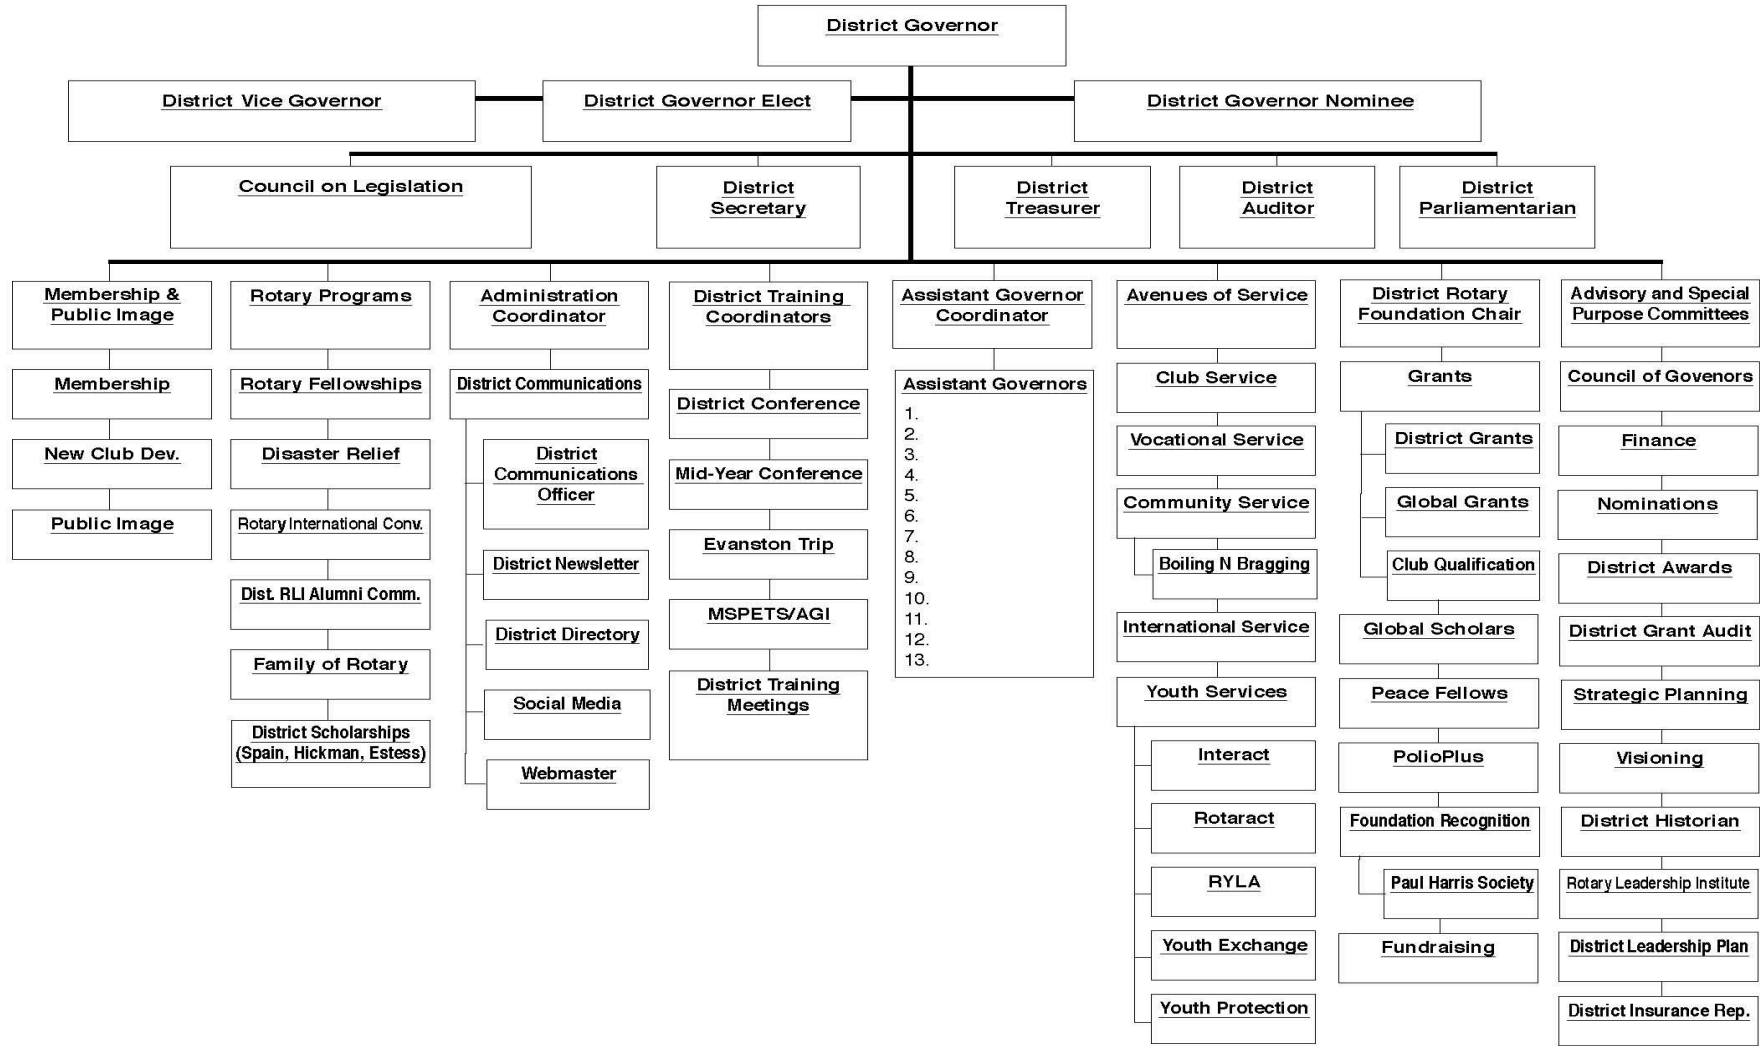 District Governor
District Vice Governor
District Governor Elect
District Governor Nominee
Council on Legislation
District
Secretary
District
Treasurer
District
Auditor
District
Parliamentarian
Membership &
Public Image
Membership
New Club Dev.
Public Image
Rotary Programs
Rotary Fellowships
Disaster Relief
Rotary International Conv.
Dist. RLI Alumni Comm.
Family of Rotary
District Scholarships
(Spain, Hickman, Estess)
Administration
Coordinator
District Communications
District
Communications
Officer
District Newsletter
District Directory
Social Media
Webmaster
District Training
Coordinators
District Conference
Mid-Year Conference
Evanston Trip
MSPETS/AGI
District Training
Meetings
Assistant Governor
Coordinator
Assistant Governors
1.
2.
3.
4.
5.
6.
7.
8.
9.
10.
11.
12.
13.
Avenues of Service
Club Service
Vocational Service
Community Service
Boiling N Bragging
International Service
Youth Services
Interact
Rotaract
RYLA
Youth Exchange
Youth Protection
District Rotary
Foundation Chair
Grants
District Grants
Global Grants
Club Qualification
Global Scholars
Peace Fellows
PolioPlus
Foundation Recognition
Paul Harris Society
Fundraising
Advisory and Special
Purpose Committees
Council of Govenors
Finance
Nominations
District Awards
District Grant Audit
Strategic Planning
Visioning
District Historian
Rotary Leadership Institute
District Leadership Plan
District Insurance Rep.